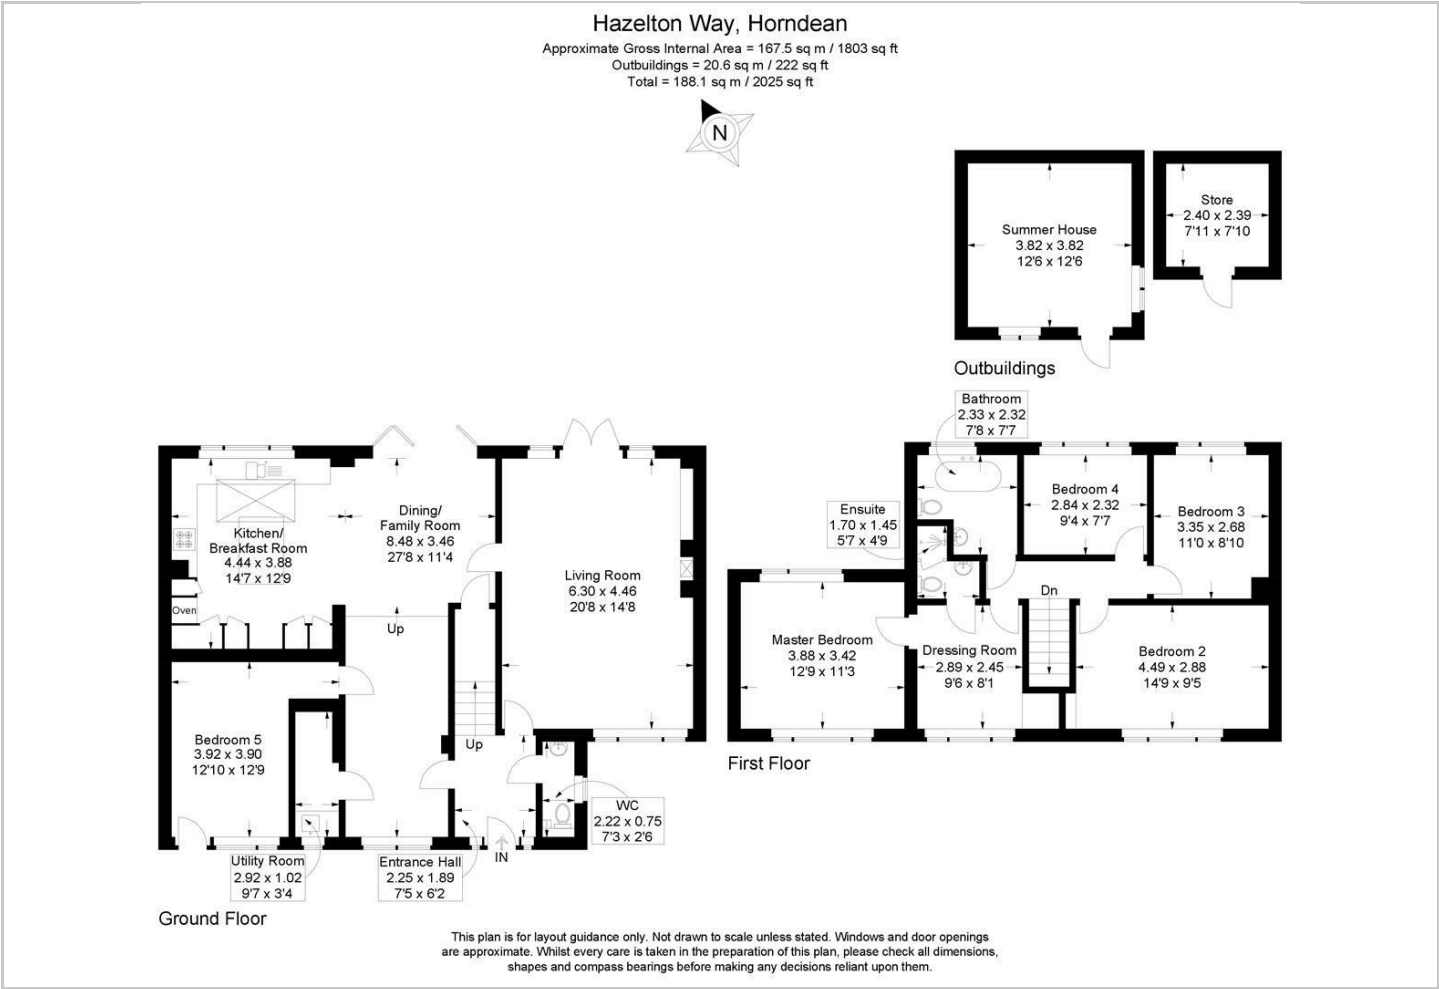 Hazelton Way, Horndean
Approximate Gross Internal Area = 167.5 sq m / 1803 sq ft
Outbuildings = 20.6 sq m / 222 sq ft
Total = 188.1 sq m / 2025 sq ft
N
Summer House
3.82 x 3.82
12'6 x 12'6
Store
2.40 x 2.39
7'11 x 7'10
Outbuildings
Kitchen/
Breakfast Room
4.44 x 3.88
14'7 x 12'9
Oven
Dining/
Family Room
8.48 x 3.46
27'8 x 11'4
Up
Living Room
6.30 x 4.46
20'8 x 14'8
Bedroom 5
3.92 x 3.90
12'10 x 12'9
Up
WC
2.22 x 0.75
7'3 x 2'6
Utility Room
2.92 x 1.02
9'7 x 3'4
Entrance Hall
2.25 x 1.89
7'5 x 6'2
IN
Ground Floor
Bathroom
2.33 x 2.32
7'8 x 7'7
Ensuite
1.70 x 1.45
5'7 x 4'9
Bedroom 4
2.84 x 2.32
9'4 x 7'7
Bedroom 3
3.35 x 2.68
11'0 x 8'10
Dn
Master Bedroom
3.88 x 3.42
12'9 x 11'3
Dressing Room
2.89 x 2.45
9'6 x 8'1
Bedroom 2
4.49 x 2.88
14'9 x 9'5
First Floor
This plan is for layout guidance only. Not drawn to scale unless stated. Windows and door openings
are approximate. Whilst every care is taken in the preparation of this plan, please check all dimensions,
shapes and compass bearings before making any decisions reliant upon them.